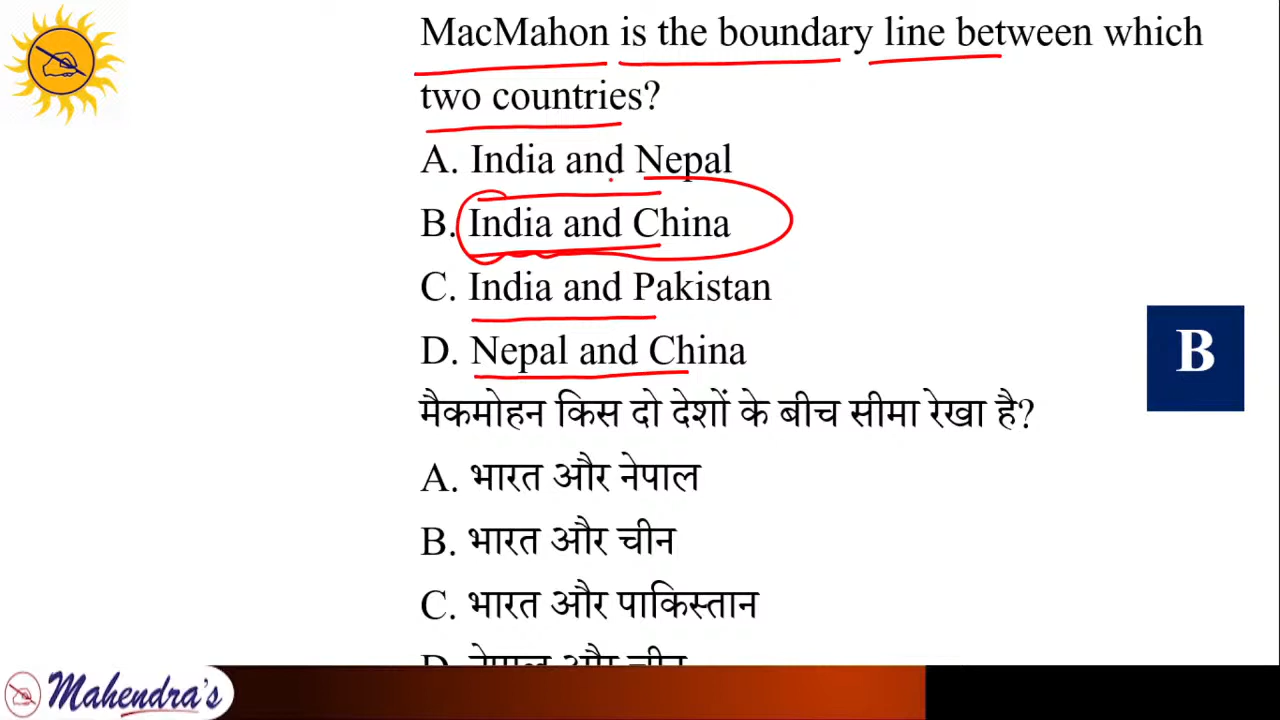 MacMahon is the boundary line between which
two countries?
A. India and Nepal
B. India and China
C. India and Pakistan
D. Nepal and China
B
मैकमोहन किस दो देशों के बीच सीमा रेखा है?
A. भारत और नेपाल
B. भारत और चीन
C. भारत और पाकिस्तान
D. नेपाल और चीन
Mahendra's